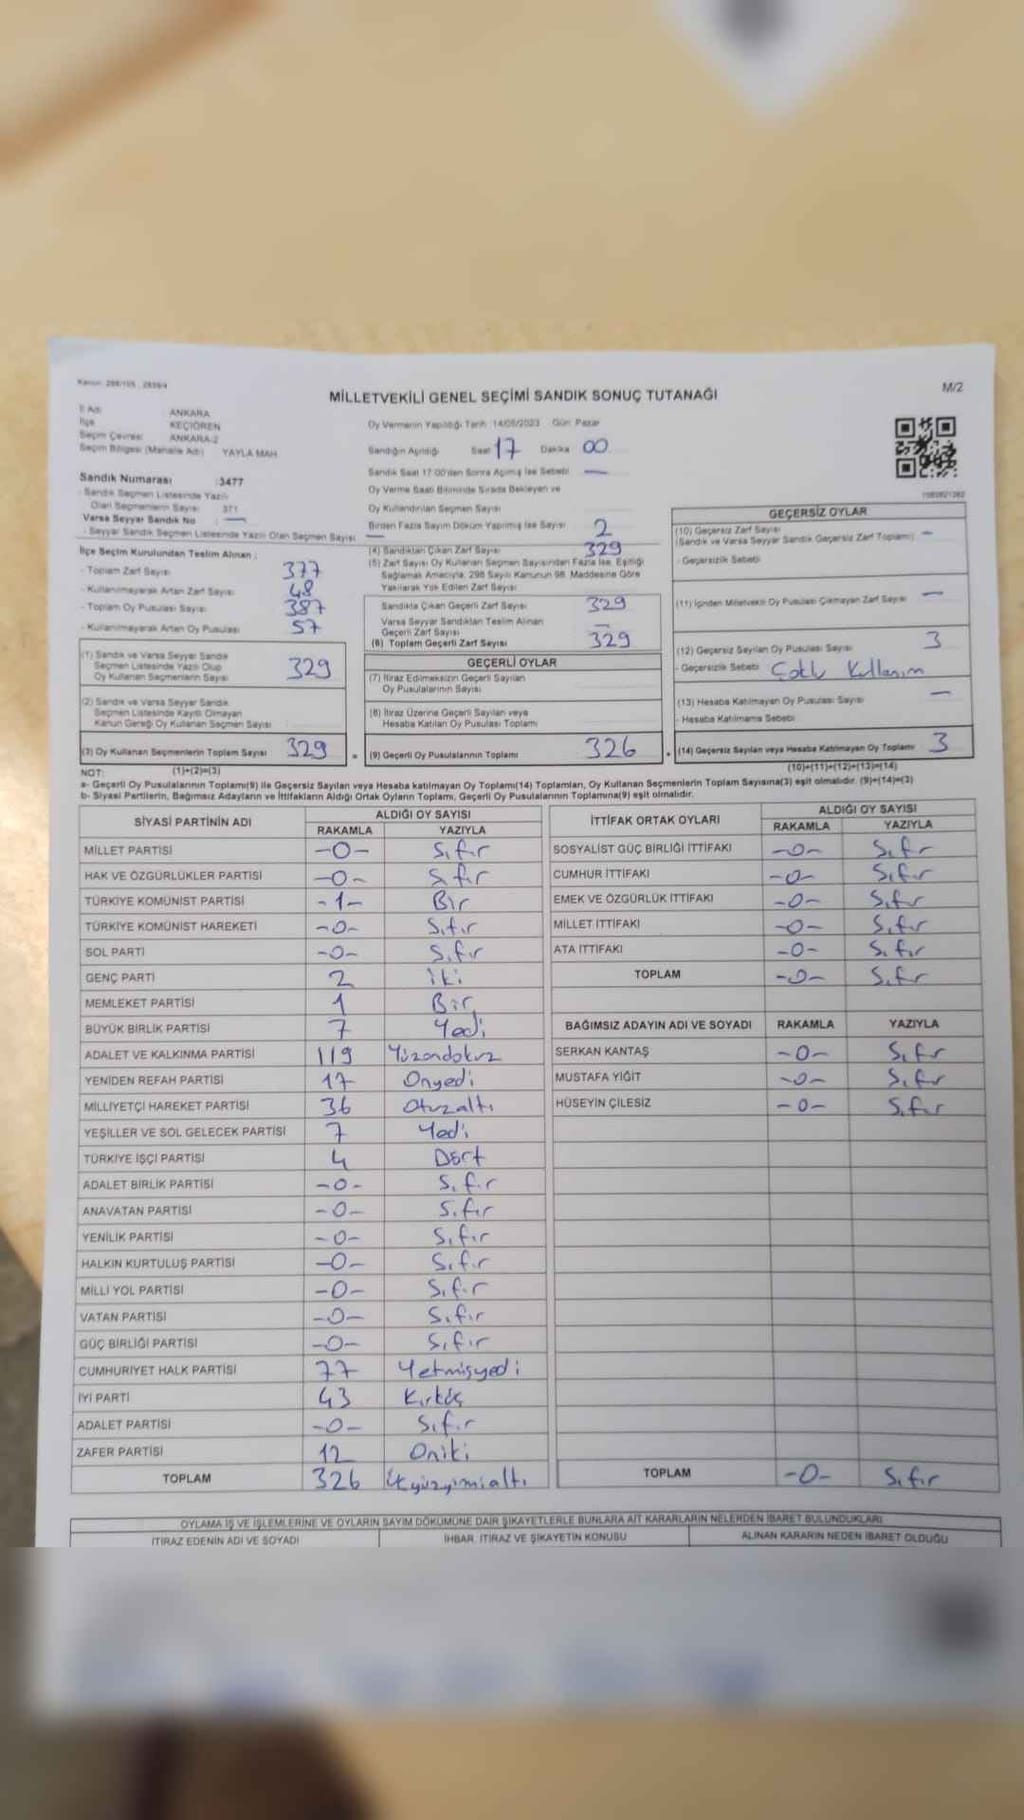 Kanun: 298/105 , 2839/4
MİLLETVEKİLİ GENEL SEÇİMİ SANDIK SONUÇ TUTANAĞI
M/2
İl Adı: ANKARA
İlçe KEÇİÖREN
Seçim Çevresi: ANKARA-2
Seçim Bölgesi (Mahalle Adı) YAYLA MAH
Sandık Numarası :3477
- Sandık Seçmen Listesinde Yazılı
Olan Seçmenlerin Sayısı: 371
Varsa Seyyar Sandık No —
- Seyyar Sandık Seçmen Listesinde Yazılı Olan Seçmen Sayısı —
Oy Vermenin Yapıldığı Tarih: 14/05/2023 Gün: Pazar
Sandığın Açıldığı Saat 17 Dakika 00
Sandık Saat 17:00'den Sonra Açılmış İse Sebebi —
Oy Verme Saati Bitiminde Sırada Bekleyen ve
Oy Kullandırılan Seçmen Sayısı
Birden Fazla Sayım Döküm Yapılmış İse Sayısı 2
İlçe Seçim Kurulundan Teslim Alınan ;
- Toplam Zarf Sayısı 377
- Kullanılmayarak Artan Zarf Sayısı 48
- Toplam Oy Pusulası Sayısı 387
- Kullanılmayarak Artan Oy Pusulası 57
(4) Sandıktan Çıkan Zarf Sayısı 329
(5) Zarf Sayısı Oy Kullanan Seçmen Sayısından Fazla İse, Eşitliği
Sağlamak Amacıyla, 298 Sayılı Kanunun 98. Maddesine Göre
Yakılarak Yok Edilen Zarf Sayısı
Sandıkta Çıkan Geçerli Zarf Sayısı 329
Varsa Seyyar Sandıktan Teslim Alınan
Geçerli Zarf Sayısı —
(6) Toplam Geçerli Zarf Sayısı 329
GEÇERSİZ OYLAR
(10) Geçersiz Zarf Sayısı
(Sandık ve Varsa Seyyar Sandık Geçersiz Zarf Toplamı) —
- Geçersizlik Sebebi
(11) İçinden Milletvekili Oy Pusulası Çıkmayan Zarf Sayısı —
(12) Geçersiz Sayılan Oy Pusulası Sayısı 3
- Geçersizlik Sebebi Çoklu Kullanım
(13) Hesaba Katılmayan Oy Pusulası Sayısı —
- Hesaba Katılmama Sebebi
(14) Geçersiz Sayılan veya Hesaba Katılmayan Oy Toplamı 3
(10)+(11)+(12)+(13)=(14)
(1) Sandık ve Varsa Seyyar Sandık
Seçmen Listesinde Yazılı Olup
Oy Kullanan Seçmenlerin Sayısı 329
(2) Sandık ve Varsa Seyyar Sandık
Seçmen Listesinde Kayıtlı Olmayan
Kanun Gereği Oy Kullanan Seçmen Sayısı
(3) Oy Kullanan Seçmenlerin Toplam Sayısı 329
GEÇERLİ OYLAR
(7) İtiraz Edilmeksizin Geçerli Sayılan
Oy Pusulalarının Sayısı
(8) İtiraz Üzerine Geçerli Sayılan veya
Hesaba Katılan Oy Pusulası Toplamı
(9) Geçerli Oy Pusulalarının Toplamı 326
NOT: (1)+(2)=(3)
a- Geçerli Oy Pusulalarının Toplamı(9) ile Geçersiz Sayılan veya Hesaba katılmayan Oy Toplamı(14) Toplamları, Oy Kullanan Seçmenlerin Toplam Sayısına(3) eşit olmalıdır. (9)+(14)=(3)
b- Siyasi Partilerin, Bağımsız Adayların ve İttifakların Aldığı Ortak Oyların Toplamı, Geçerli Oy Pusulalarının Toplamına(9) eşit olmalıdır.
SİYASİ PARTİNİN ADI ALDIĞI OY SAYISI
RAKAMLA YAZIYLA
MİLLET PARTİSİ -0- Sıfır
HAK VE ÖZGÜRLÜKLER PARTİSİ -0- Sıfır
TÜRKİYE KOMÜNİST PARTİSİ -1- Bir
TÜRKİYE KOMÜNİST HAREKETİ -0- Sıfır
SOL PARTİ -0- Sıfır
GENÇ PARTİ 2 İki
MEMLEKET PARTİSİ 1 Bir
BÜYÜK BİRLİK PARTİSİ 7 Yedi
ADALET VE KALKINMA PARTİSİ 119 Yüzondokuz
YENİDEN REFAH PARTİSİ 17 Onyedi
MİLLİYETÇİ HAREKET PARTİSİ 36 Otuzaltı
YEŞİLLER VE SOL GELECEK PARTİSİ 7 Yedi
TÜRKİYE İŞÇİ PARTİSİ 4 Dört
ADALET BİRLİK PARTİSİ -0- Sıfır
ANAVATAN PARTİSİ -0- Sıfır
YENİLİK PARTİSİ -0- Sıfır
HALKIN KURTULUŞ PARTİSİ -0- Sıfır
MİLLİ YOL PARTİSİ -0- Sıfır
VATAN PARTİSİ -0- Sıfır
GÜÇ BİRLİĞİ PARTİSİ -0- Sıfır
CUMHURİYET HALK PARTİSİ 77 Yetmişyedi
İYİ PARTİ 43 Kırküç
ADALET PARTİSİ -0- Sıfır
ZAFER PARTİSİ 12 Oniki
TOPLAM 326 Üçyüzyirmialtı
İTTİFAK ORTAK OYLARI ALDIĞI OY SAYISI
RAKAMLA YAZIYLA
SOSYALİST GÜÇ BİRLİĞİ İTTİFAKI -0- Sıfır
CUMHUR İTTİFAKI -0- Sıfır
EMEK VE ÖZGÜRLÜK İTTİFAKI -0- Sıfır
MİLLET İTTİFAKI -0- Sıfır
ATA İTTİFAKI -0- Sıfır
TOPLAM -0- Sıfır
BAĞIMSIZ ADAYIN ADI VE SOYADI RAKAMLA YAZIYLA
SERKAN KANTAŞ -0- Sıfır
MUSTAFA YİĞİT -0- Sıfır
HÜSEYİN ÇİLESİZ -0- Sıfır
TOPLAM -0- Sıfır
OYLAMA İŞ VE İŞLEMLERİNE VE OYLARIN SAYIM DÖKÜMÜNE DAİR ŞİKAYETLERLE BUNLARA AİT KARARLARIN NELERDEN İBARET BULUNDUKLARI
İTİRAZ EDENİN ADI VE SOYADI İHBAR, İTİRAZ VE ŞİKAYETİN KONUSU ALINAN KARARIN NEDEN İBARET OLDUĞU